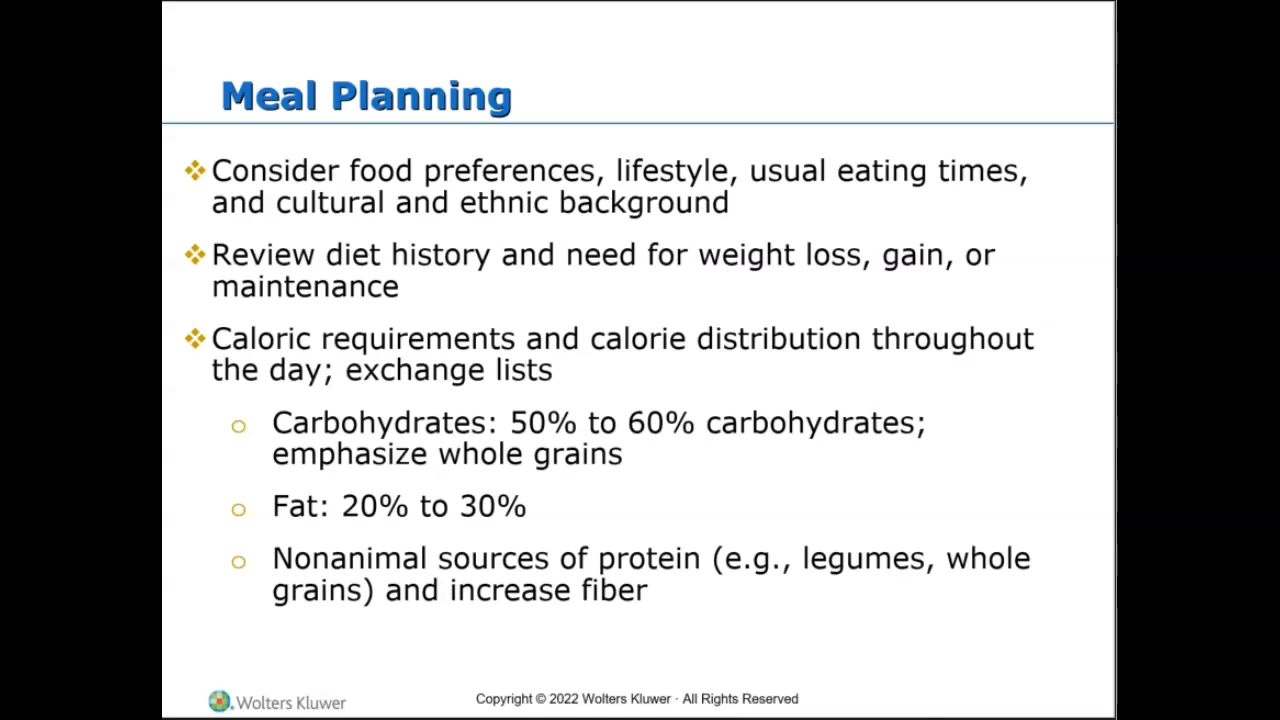 Meal Planning
Consider food preferences, lifestyle, usual eating times,
and cultural and ethnic background
Review diet history and need for weight loss, gain, or
maintenance
Caloric requirements and calorie distribution throughout
the day; exchange lists
Carbohydrates: 50% to 60% carbohydrates;
emphasize whole grains
Fat: 20% to 30%
Nonanimal sources of protein (e.g., legumes, whole
grains) and increase fiber
Wolters Kluwer
Copyright © 2022 Wolters Kluwer · All Rights Reserved